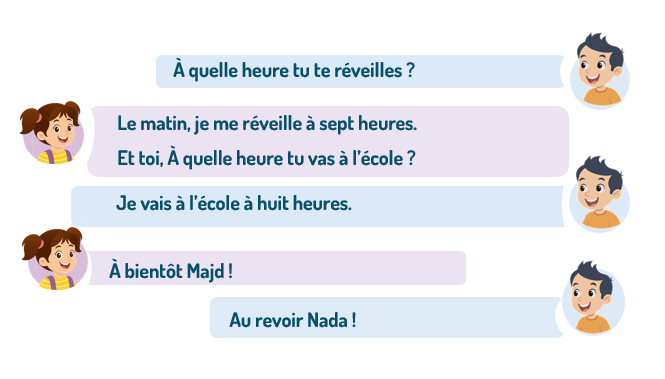 À quelle heure tu te réveilles ?
Le matin, je me réveille à sept heures.
Et toi, À quelle heure tu vas à l'école ?
Je vais à l'école à huit heures.
À bientôt Majd !
Au revoir Nada !